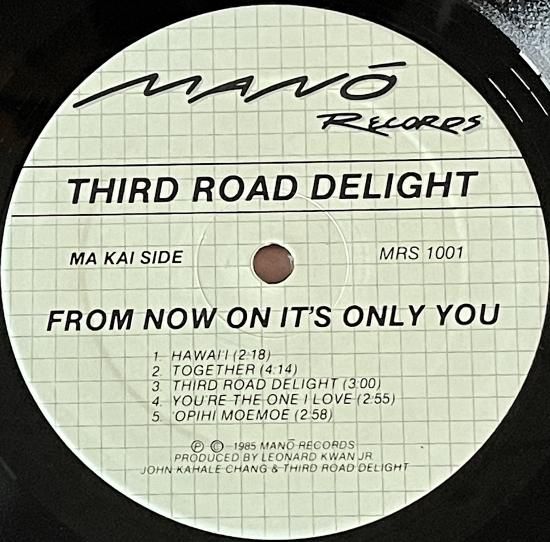 MANŌ
RECORDS
THIRD ROAD DELIGHT
MA KAI SIDE
MRS 1001
FROM NOW ON IT'S ONLY YOU
1. HAWAI'I (2:18)
2. TOGETHER (4:14)
3. THIRD ROAD DELIGHT (3:00)
4. YOU'RE THE ONE I LOVE (2:55)
5. 'OPIHI MOEMOE (2:58)
Ⓟ © 1985 MANŌ RECORDS
PRODUCED BY LEONARD KWAN JR.
JOHN KAHALE CHANG & THIRD ROAD DELIGHT